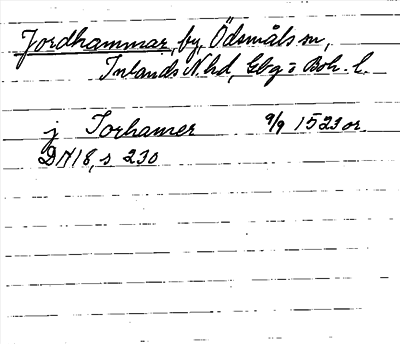 Jordhammar, by, Ödsmåls sn,
Inlands N. hd, Gbg o Boh. l.
j Torhamer 9/9 1523 or.
DN 18, s 230